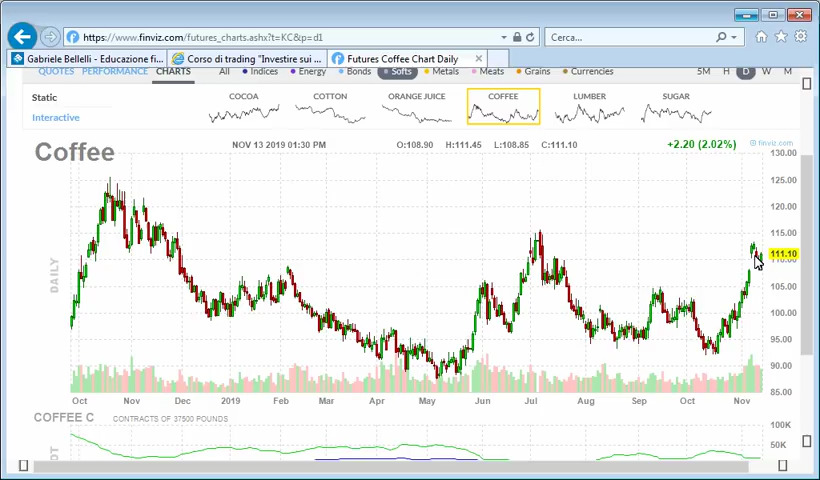 https://www.finviz.com/futures_charts.ashx?t=KC&p=d1
Cerca...
Gabriele Bellelli - Educazione fi...
Corso di trading "Investire sui ...
Futures Coffee Chart Daily
QUOTES PERFORMANCE CHARTS All Indices Energy Bonds Currencies Softs Metals Meats Grains Currencies 5M H D W M
Static
Interactive
COCOA COTTON ORANGE JUICE COFFEE LUMBER SUGAR
Coffee
NOV 13 2019 01:30 PM O:108.90 H:111.45 L:108.85 C:111.10 +2.20 (2.02%) finviz.com
130.00
125.00
120.00
115.00
111.10
110.00
105.00
100.00
95.00
90.00
85.00
DAILY
Oct Nov Dec 2019 Feb Mar Apr May Jun Jul Aug Sep Oct Nov
COFFEE C CONTRACTS OF 37500 POUNDS
100K
50K